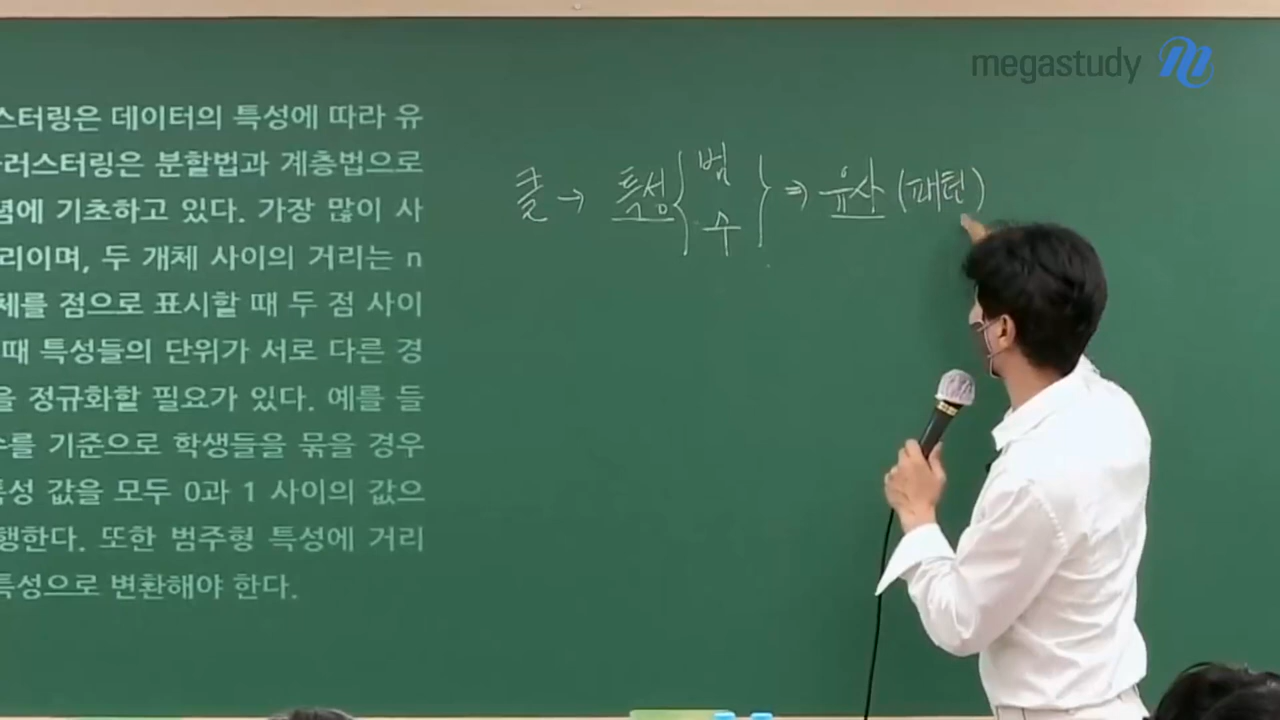 megastudy
스터링은 데이터의 특성에 따라 유
러스터링은 분할법과 계층법으로
념에 기초하고 있다. 가장 많이 사
리이며, 두 개체 사이의 거리는 n
체를 점으로 표시할 때 두 점 사이
때 특성들의 단위가 서로 다른 경
을 정규화할 필요가 있다. 예를 들
수를 기준으로 학생들을 묶을 경우
특성 값을 모두 0과 1 사이의 값으
행한다. 또한 범주형 특성에 거리
특성으로 변환해야 한다.
클 → 특성 { 범 수 } ⇒ 유사 (패턴)